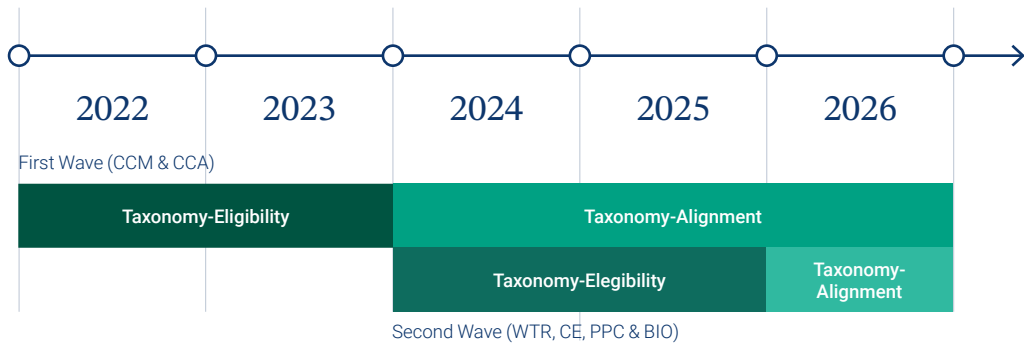 2022
2023
2024
2025
2026
First Wave (CCM & CCA)
Taxonomy-Eligibility
Taxonomy-Alignment
Taxonomy-Elegibility
Taxonomy-
Alignment
Second Wave (WTR, CE, PPC & BIO)